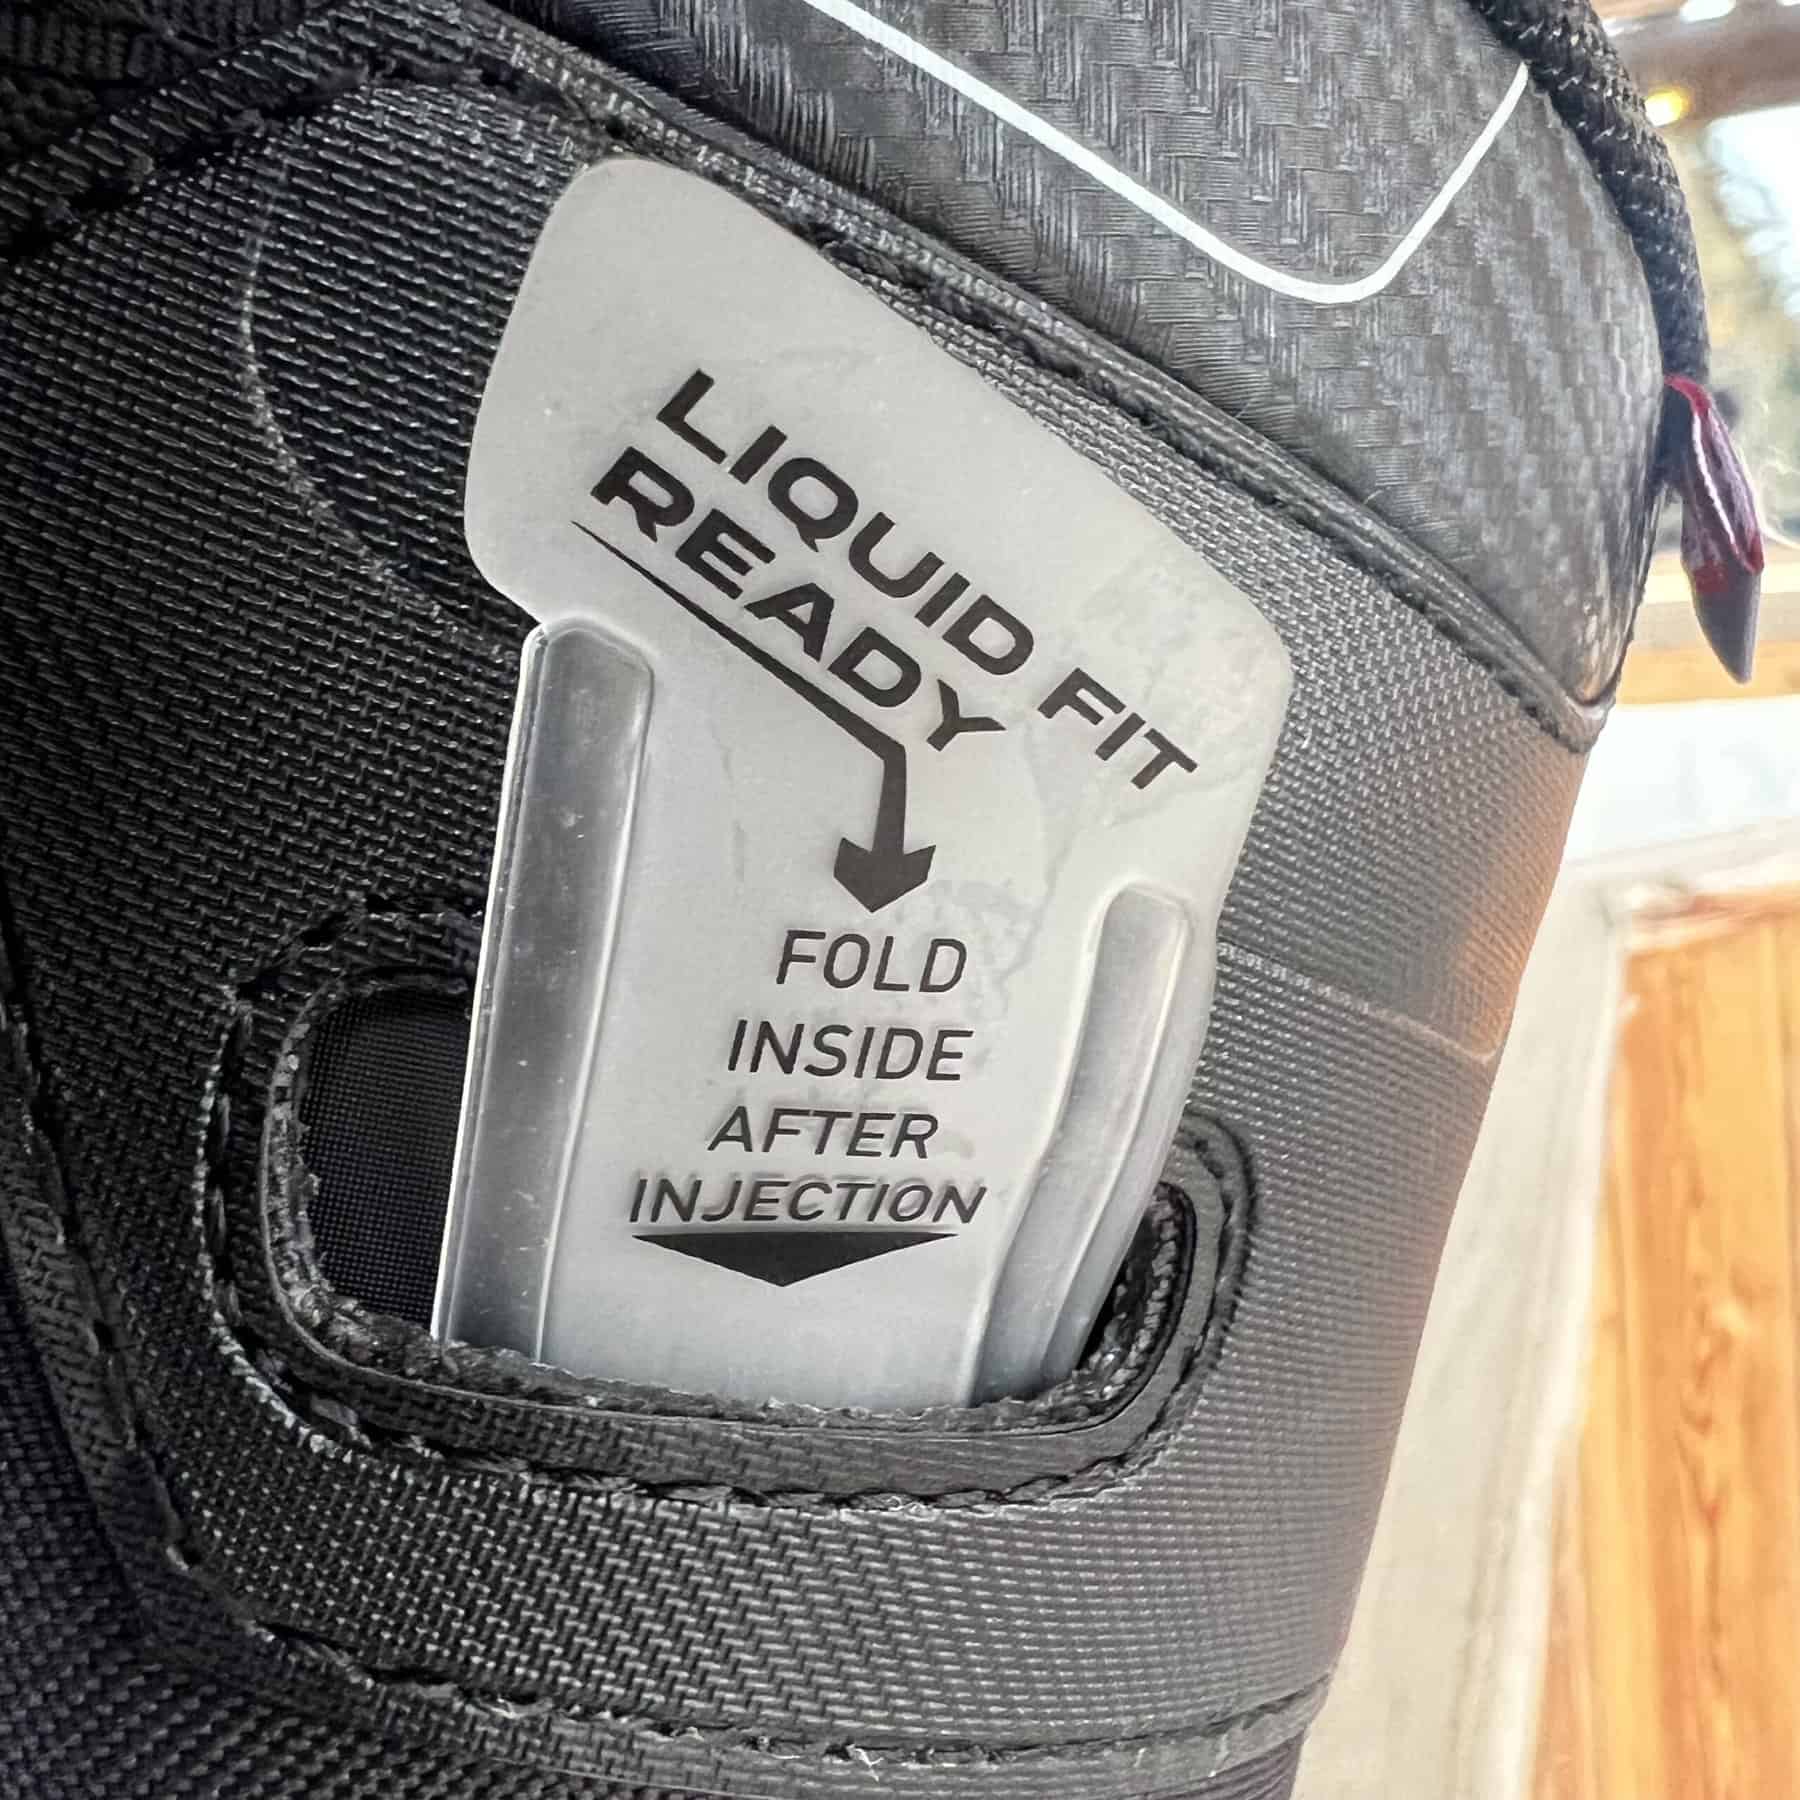 LIQUID FIT
READY
FOLD
INSIDE
AFTER
INJECTION